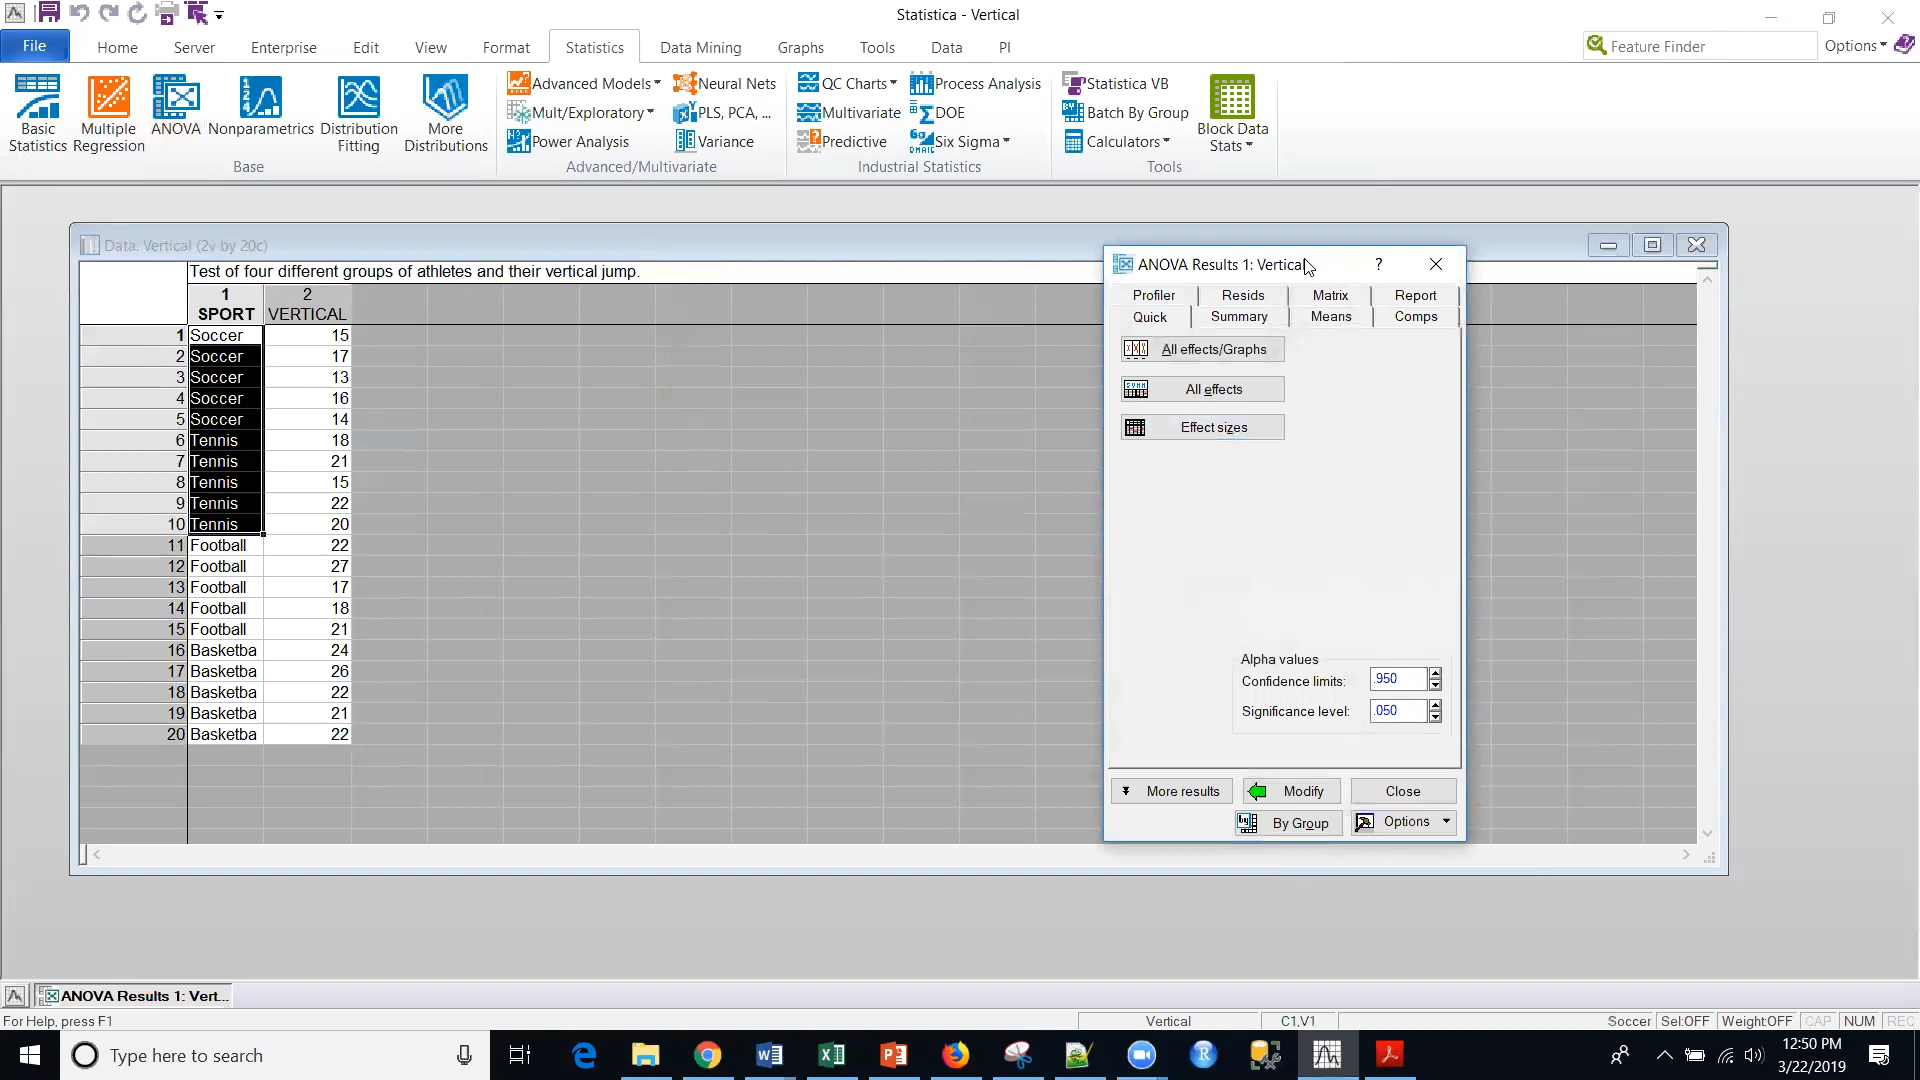 Statistica - Vertical
File Home Server Enterprise Edit View Format Statistics Data Mining Graphs Tools Data PI Feature Finder Options
Basic Statistics
Multiple Regression
ANOVA
Nonparametrics
Distribution Fitting
More Distributions
Base
Advanced Models
Neural Nets
Mult/Exploratory
PLS, PCA, ...
Power Analysis
Variance
Advanced/Multivariate
QC Charts
Process Analysis
Multivariate
DOE
Predictive
Six Sigma
Industrial Statistics
Statistica VB
Batch By Group
Calculators
Block Data Stats
Tools
Data: Vertical (2v by 20c)
Test of four different groups of athletes and their vertical jump.
1 2
SPORT VERTICAL
1 Soccer 15
2 Soccer 17
3 Soccer 13
4 Soccer 16
5 Soccer 14
6 Tennis 18
7 Tennis 21
8 Tennis 15
9 Tennis 22
10 Tennis 20
11 Football 22
12 Football 27
13 Football 17
14 Football 18
15 Football 21
16 Basketba 24
17 Basketba 26
18 Basketba 22
19 Basketba 21
20 Basketba 22
ANOVA Results 1: Vertical ?
Profiler Resids Matrix Report
Quick Summary Means Comps
All effects/Graphs
All effects
Effect sizes
Alpha values
Confidence limits: .950
Significance level: .050
More results Modify Close
By Group Options
ANOVA Results 1: Vert...
For Help, press F1 Vertical C1,V1 Soccer Sel:OFF Weight:OFF CAP NUM REC
Type here to search
12:50 PM
3/22/2019